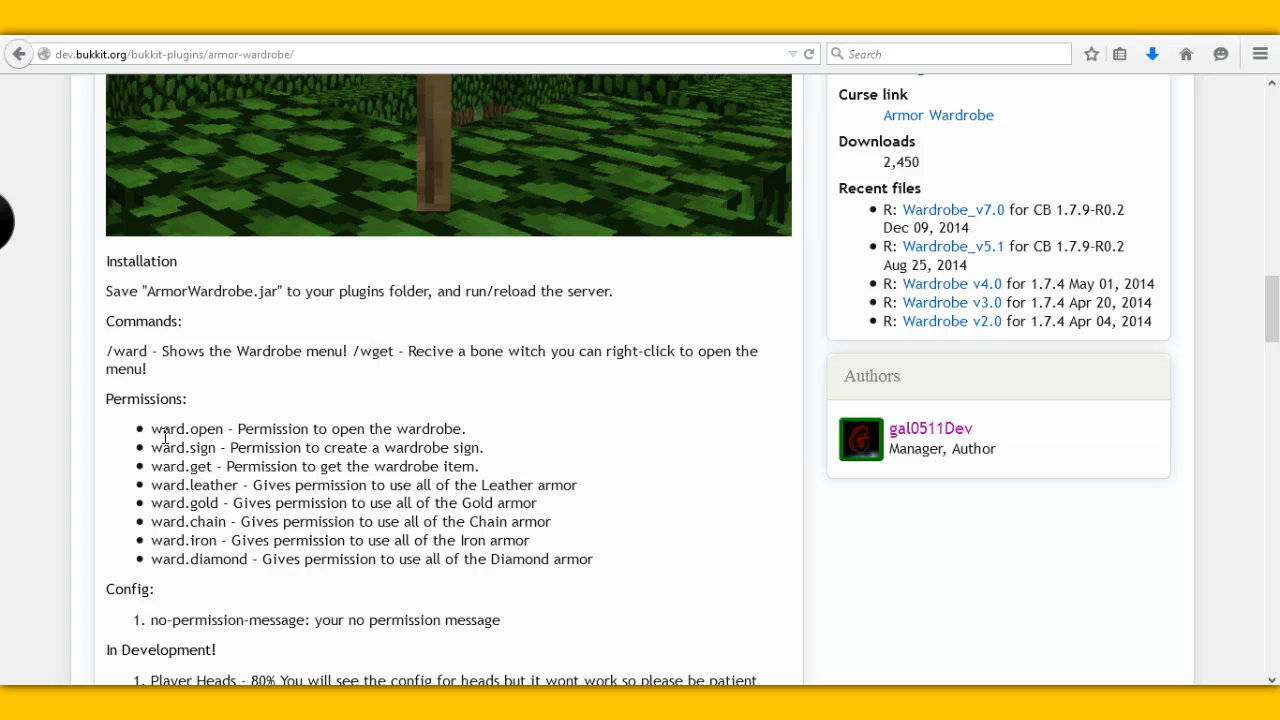 dev.bukkit.org/bukkit-plugins/armor-wardrobe/
Search
Installation
Save "ArmorWardrobe.jar" to your plugins folder, and run/reload the server.
Commands:
/ward - Shows the Wardrobe menu! /wget - Recive a bone witch you can right-click to open the
menu!
Permissions:
ward.open - Permission to open the wardrobe.
ward.sign - Permission to create a wardrobe sign.
ward.get - Permission to get the wardrobe item.
ward.leather - Gives permission to use all of the Leather armor
ward.gold - Gives permission to use all of the Gold armor
ward.chain - Gives permission to use all of the Chain armor
ward.iron - Gives permission to use all of the Iron armor
ward.diamond - Gives permission to use all of the Diamond armor
Config:
1. no-permission-message: your no permission message
In Development!
1. Player Heads - 80% You will see the config for heads but it wont work so please be patient
Curse link
Armor Wardrobe
Downloads
2,450
Recent files
R: Wardrobe_v7.0 for CB 1.7.9-R0.2
Dec 09, 2014
R: Wardrobe_v5.1 for CB 1.7.9-R0.2
Aug 25, 2014
R: Wardrobe v4.0 for 1.7.4 May 01, 2014
R: Wardrobe v3.0 for 1.7.4 Apr 20, 2014
R: Wardrobe v2.0 for 1.7.4 Apr 04, 2014
Authors
gal0511Dev
Manager, Author